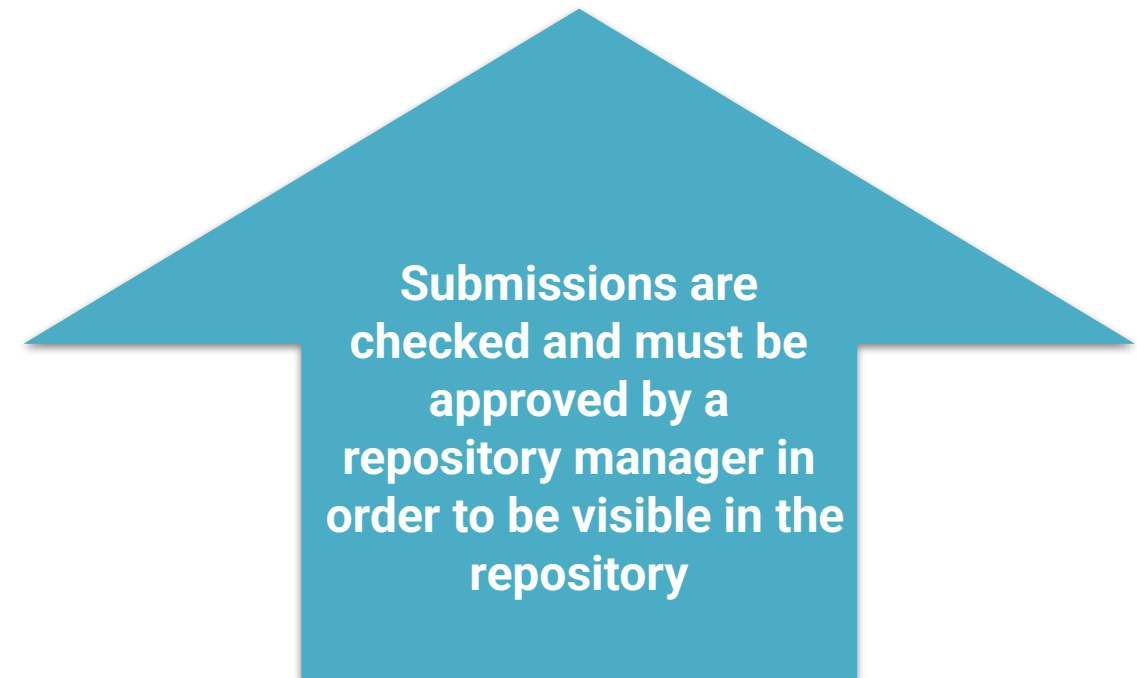 Submissions are
checked and must be
approved by a
repository manager in
order to be visible in the
repository